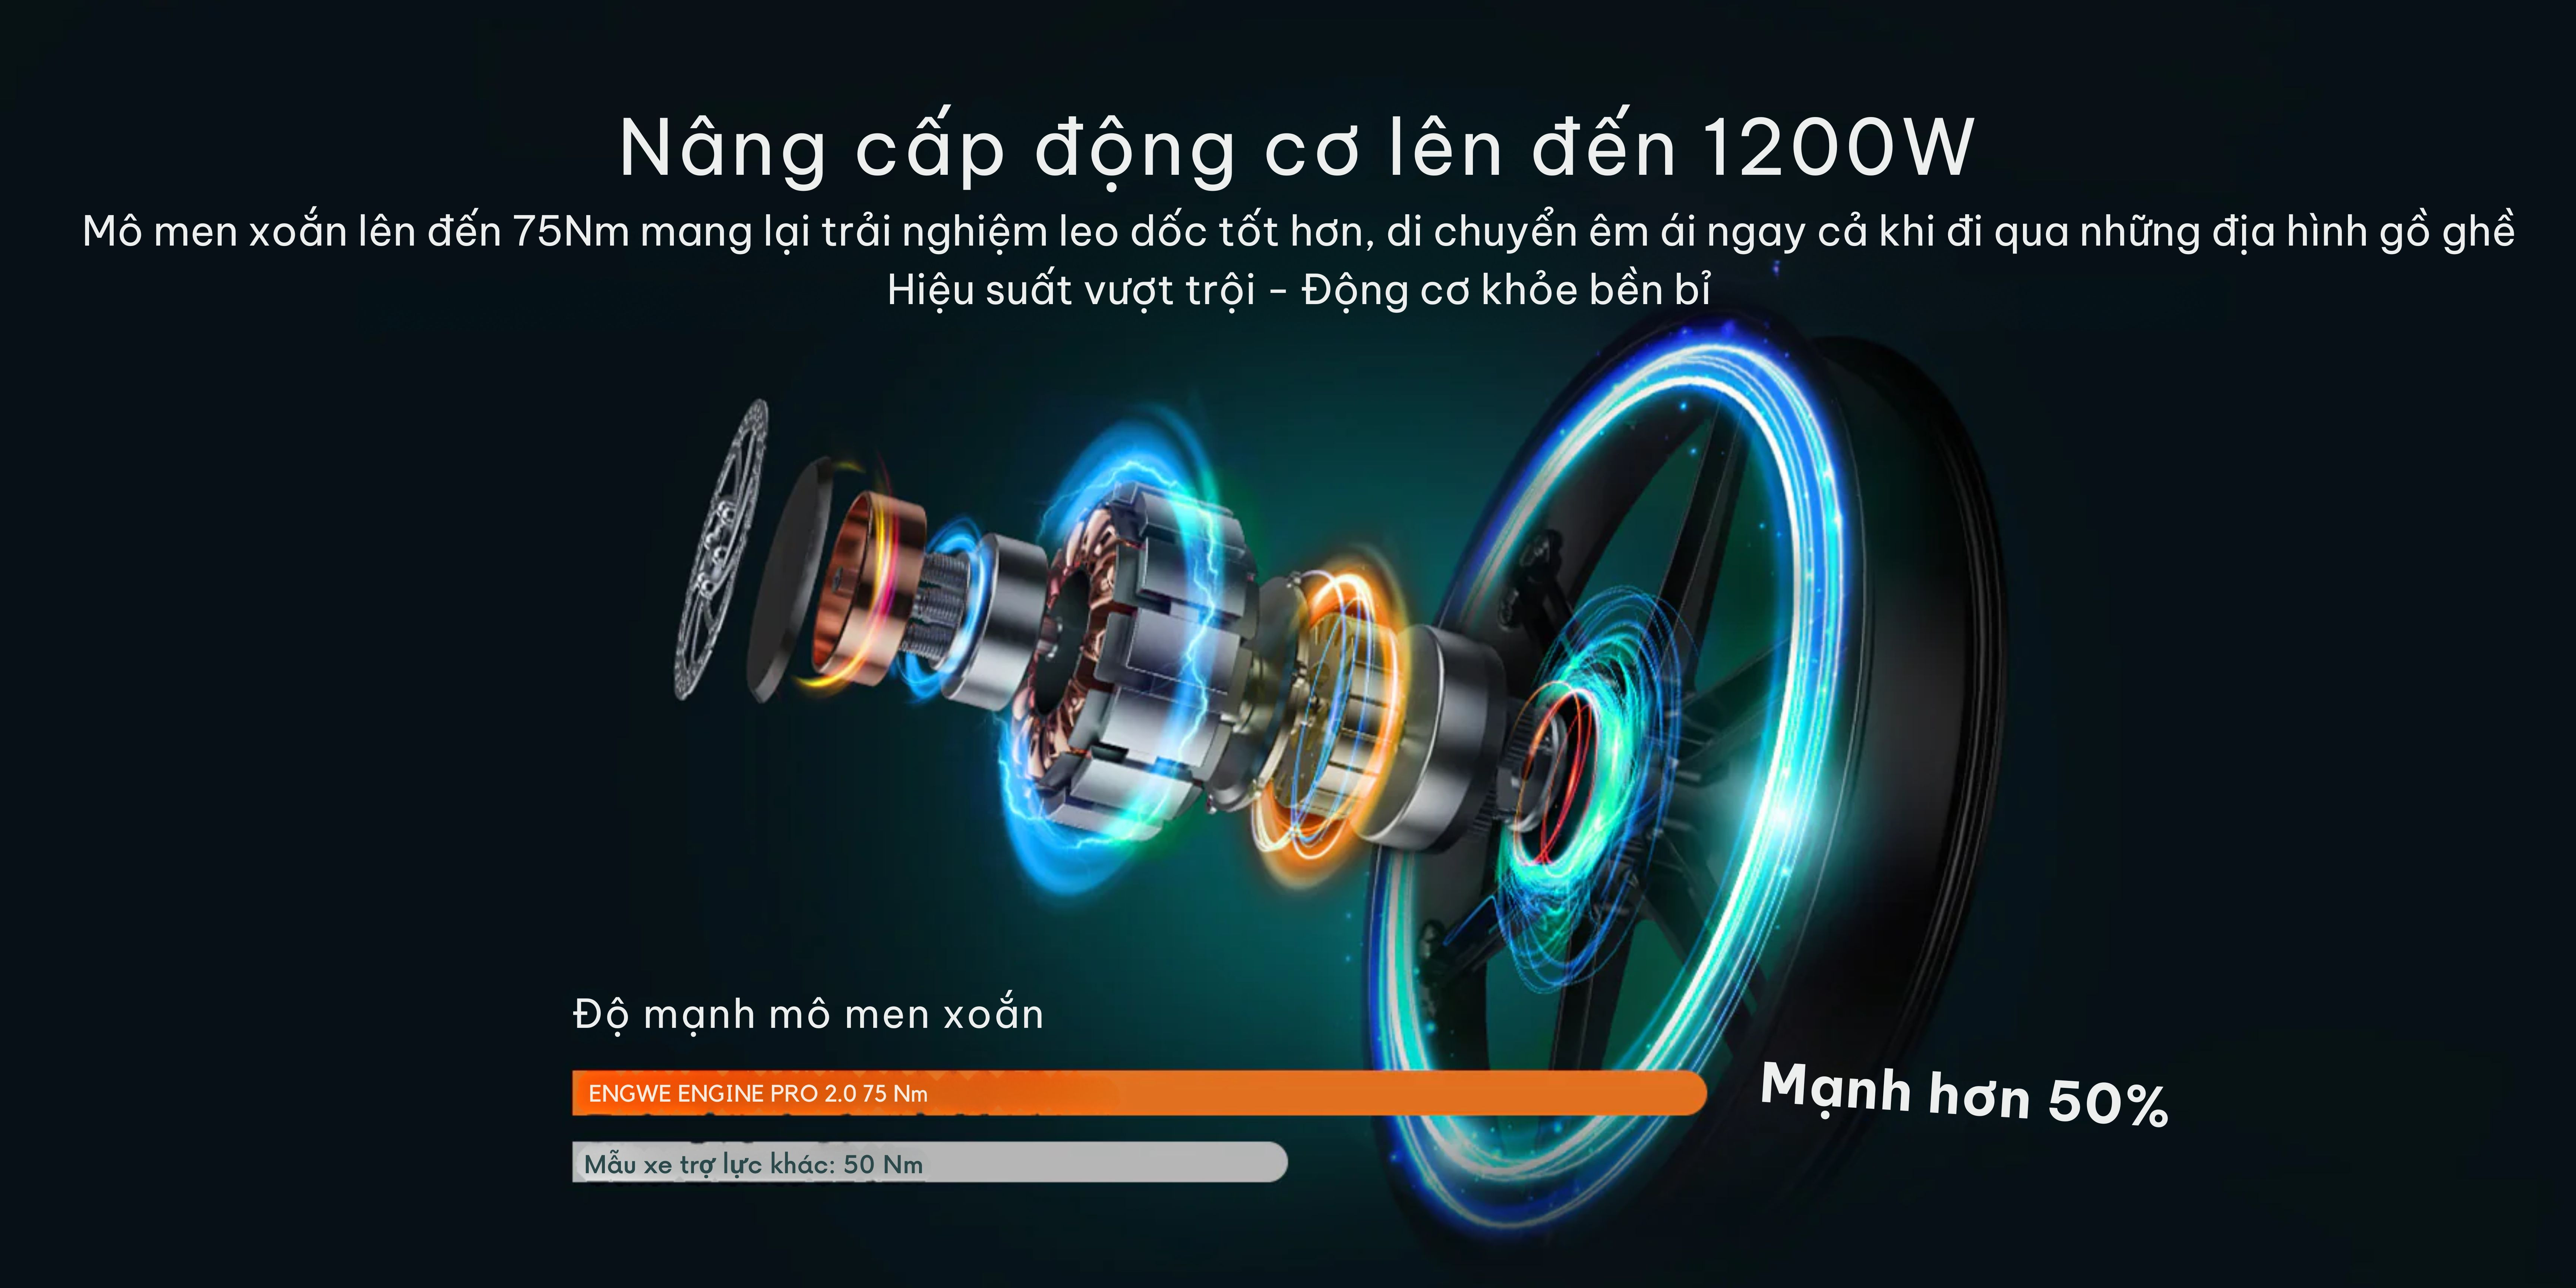 Nâng cấp động cơ lên đến 1200W
Mô men xoắn lên đến 75Nm mang lại trải nghiệm leo dốc tốt hơn, di chuyển êm ái ngay cả khi đi qua những địa hình gồ ghề
Hiệu suất vượt trội - Động cơ khỏe bền bỉ
Độ mạnh mô men xoắn
ENGWE ENGINE PRO 2.0 75 Nm
Mạnh hơn 50%
Mẫu xe trợ lực khác: 50 Nm